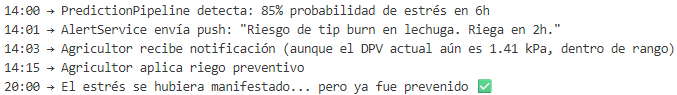 14:00 → PredictionPipeline detecta: 85% probabilidad de estrés en 6h
14:01 → AlertService envía push: "Riesgo de tip burn en lechuga. Riega en 2h."
14:03 → Agricultor recibe notificación (aunque el DPV actual aún es 1.41 kPa, dentro de rango)
14:15 → Agricultor aplica riego preventivo
20:00 → El estrés se hubiera manifestado... pero ya fue prevenido ✅